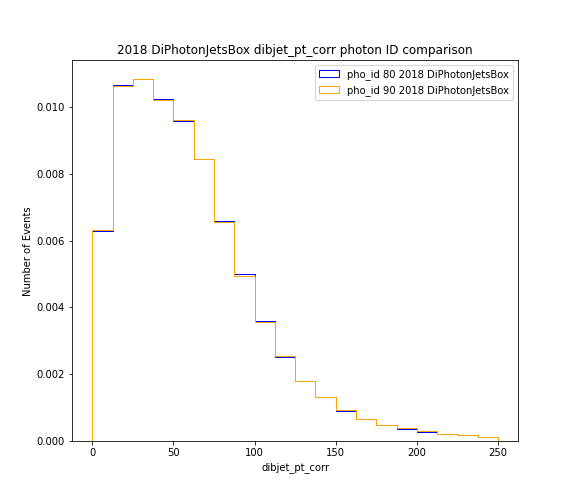 2018 DiPhotonJetsBox dibjet_pt_corr photon ID comparison
pho_id 80 2018 DiPhotonJetsBox
pho_id 90 2018 DiPhotonJetsBox
Number of Events
0.010
0.008
0.006
0.004
0.002
0.000
0 50 100 150 200 250
dibjet_pt_corr